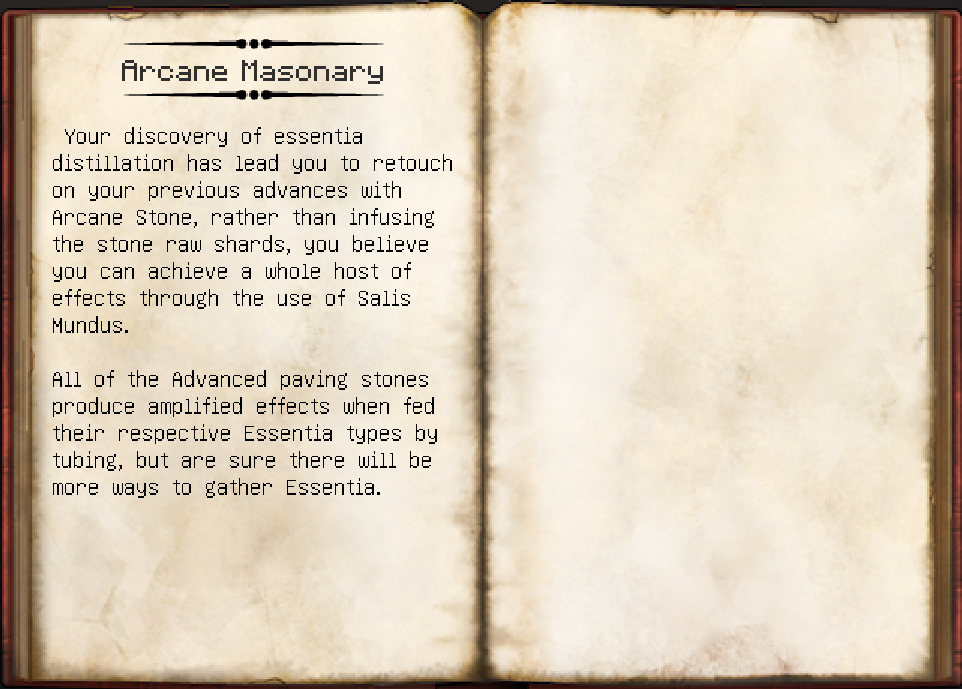 Arcane Masonary
Your discovery of essentia
distillation has lead you to retouch
on your previous advances with
Arcane Stone, rather than infusing
the stone raw shards, you believe
you can achieve a whole host of
effects through the use of Salis
Mundus.
All of the Advanced paving stones
produce amplified effects when fed
their respective Essentia types by
tubing, but are sure there will be
more ways to gather Essentia.